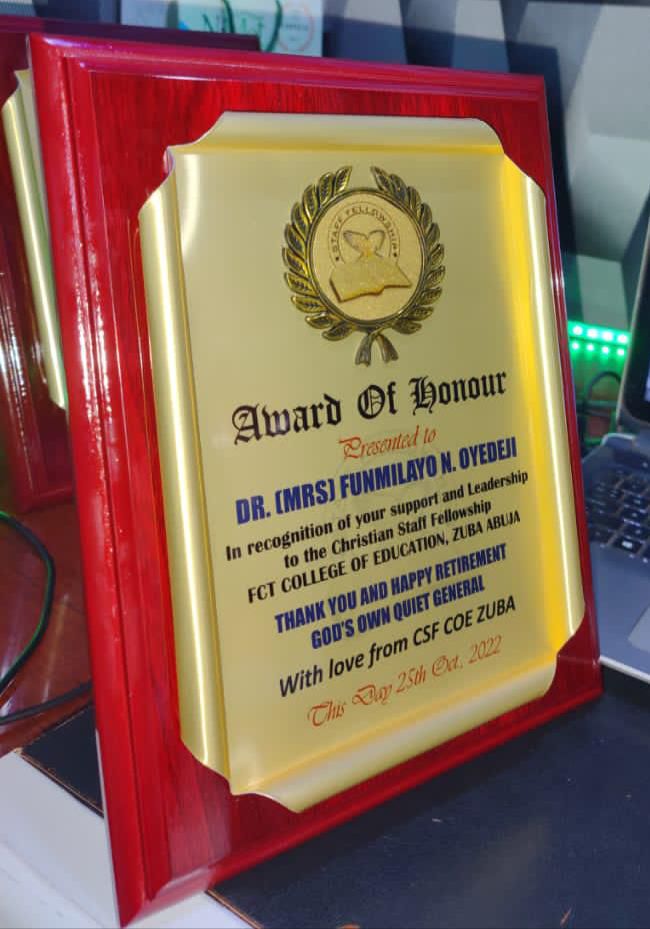 STAFF FELLOWSHIP
Award Of Honour
Presented to
DR. (MRS) FUNMILAYO N. OYEDEJI
In recognition of your support and Leadership
to the Christian Staff Fellowship
FCT COLLEGE OF EDUCATION, ZUBA ABUJA
THANK YOU AND HAPPY RETIREMENT
GOD'S OWN QUIET GENERAL
With love from CSF COE ZUBA
This Day 25th Oct., 2022